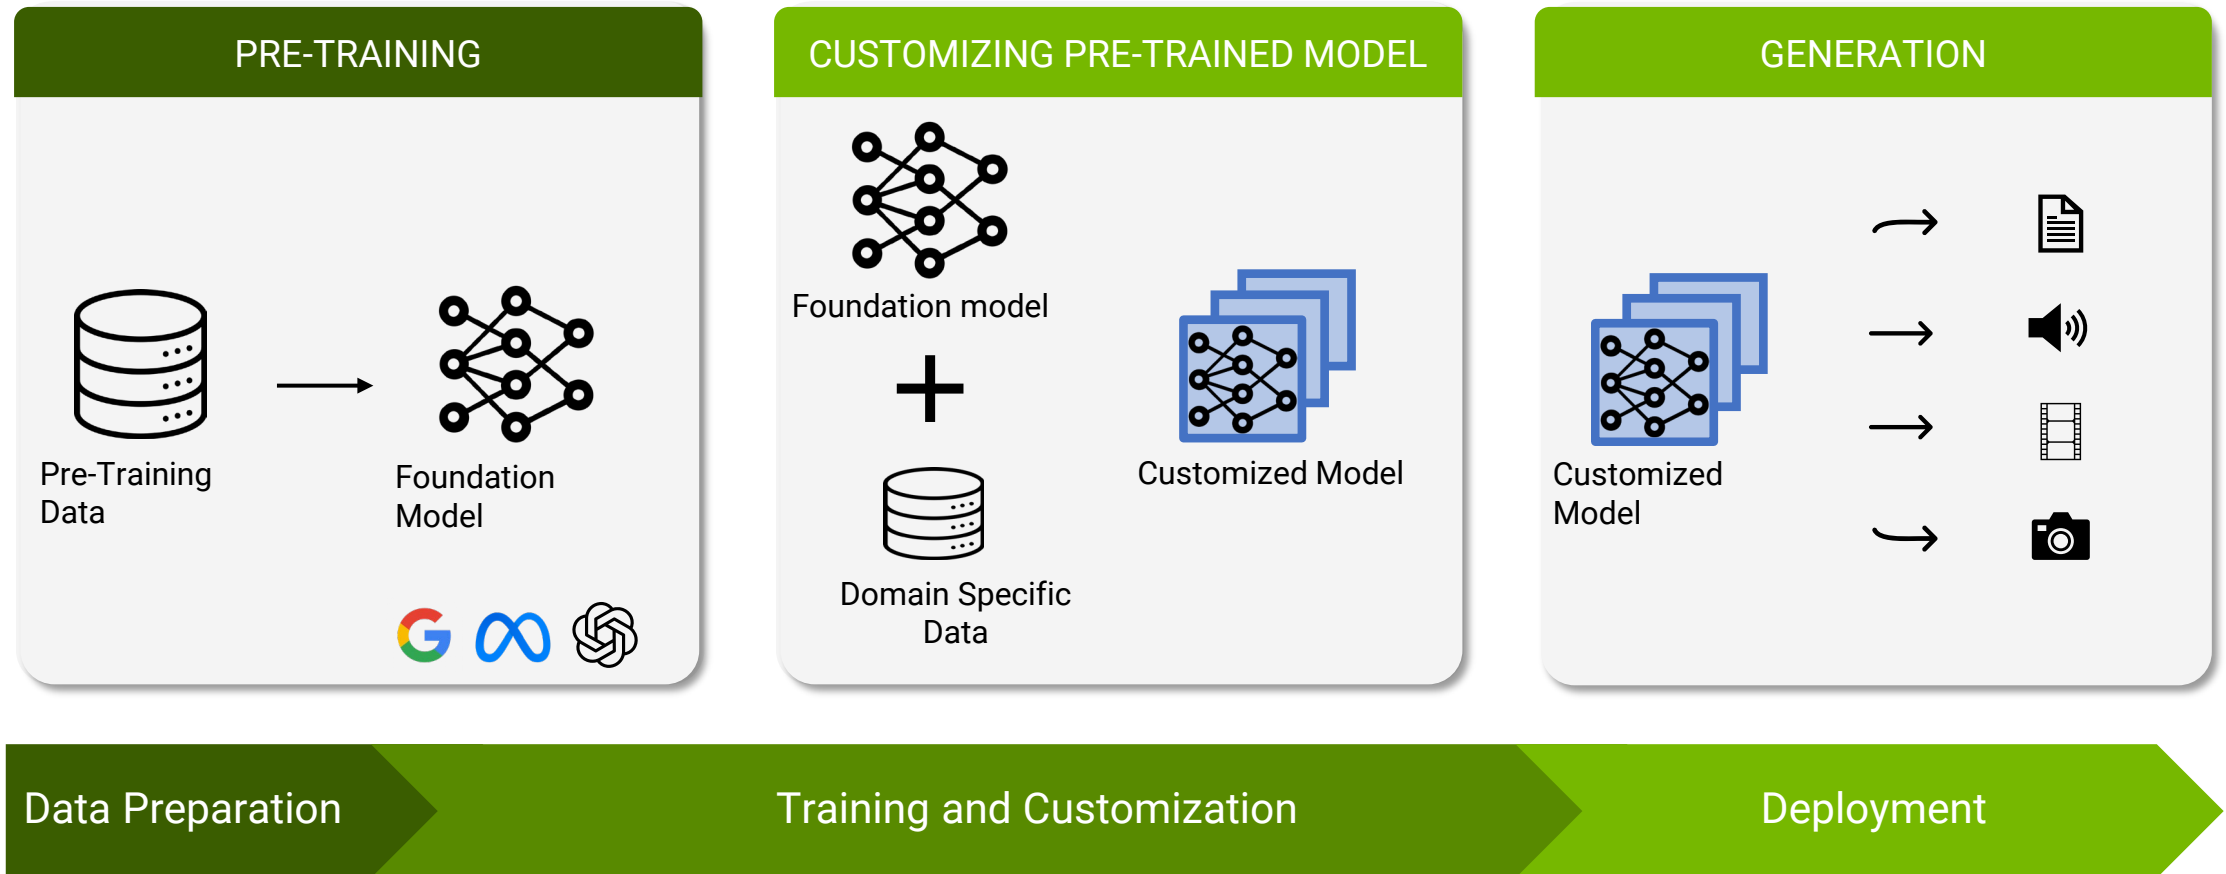 PRE-TRAINING
Pre-Training
Data
Foundation
Model
CUSTOMIZING PRE-TRAINED MODEL
Foundation model
Domain Specific
Data
Customized Model
GENERATION
Customized
Model
Data Preparation
Training and Customization
Deployment